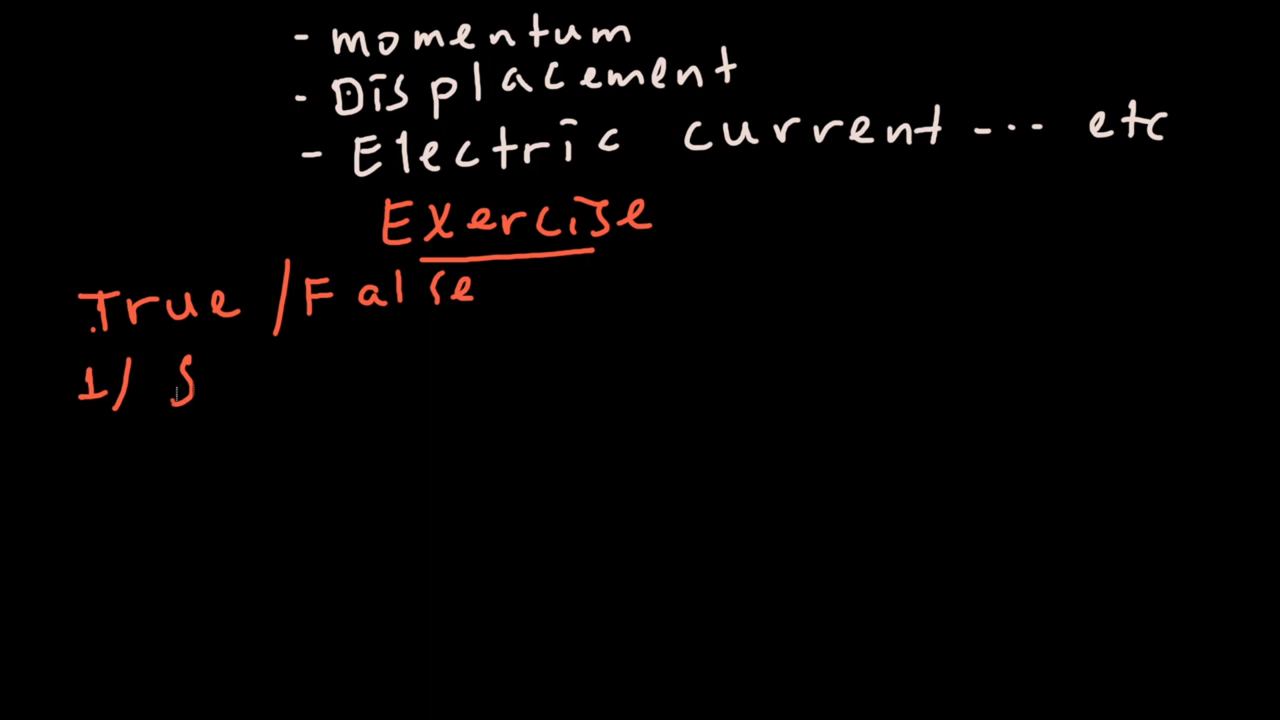 - momentum
- Displacement
- Electric current --·· etc
Exercise
True /False
1/ S